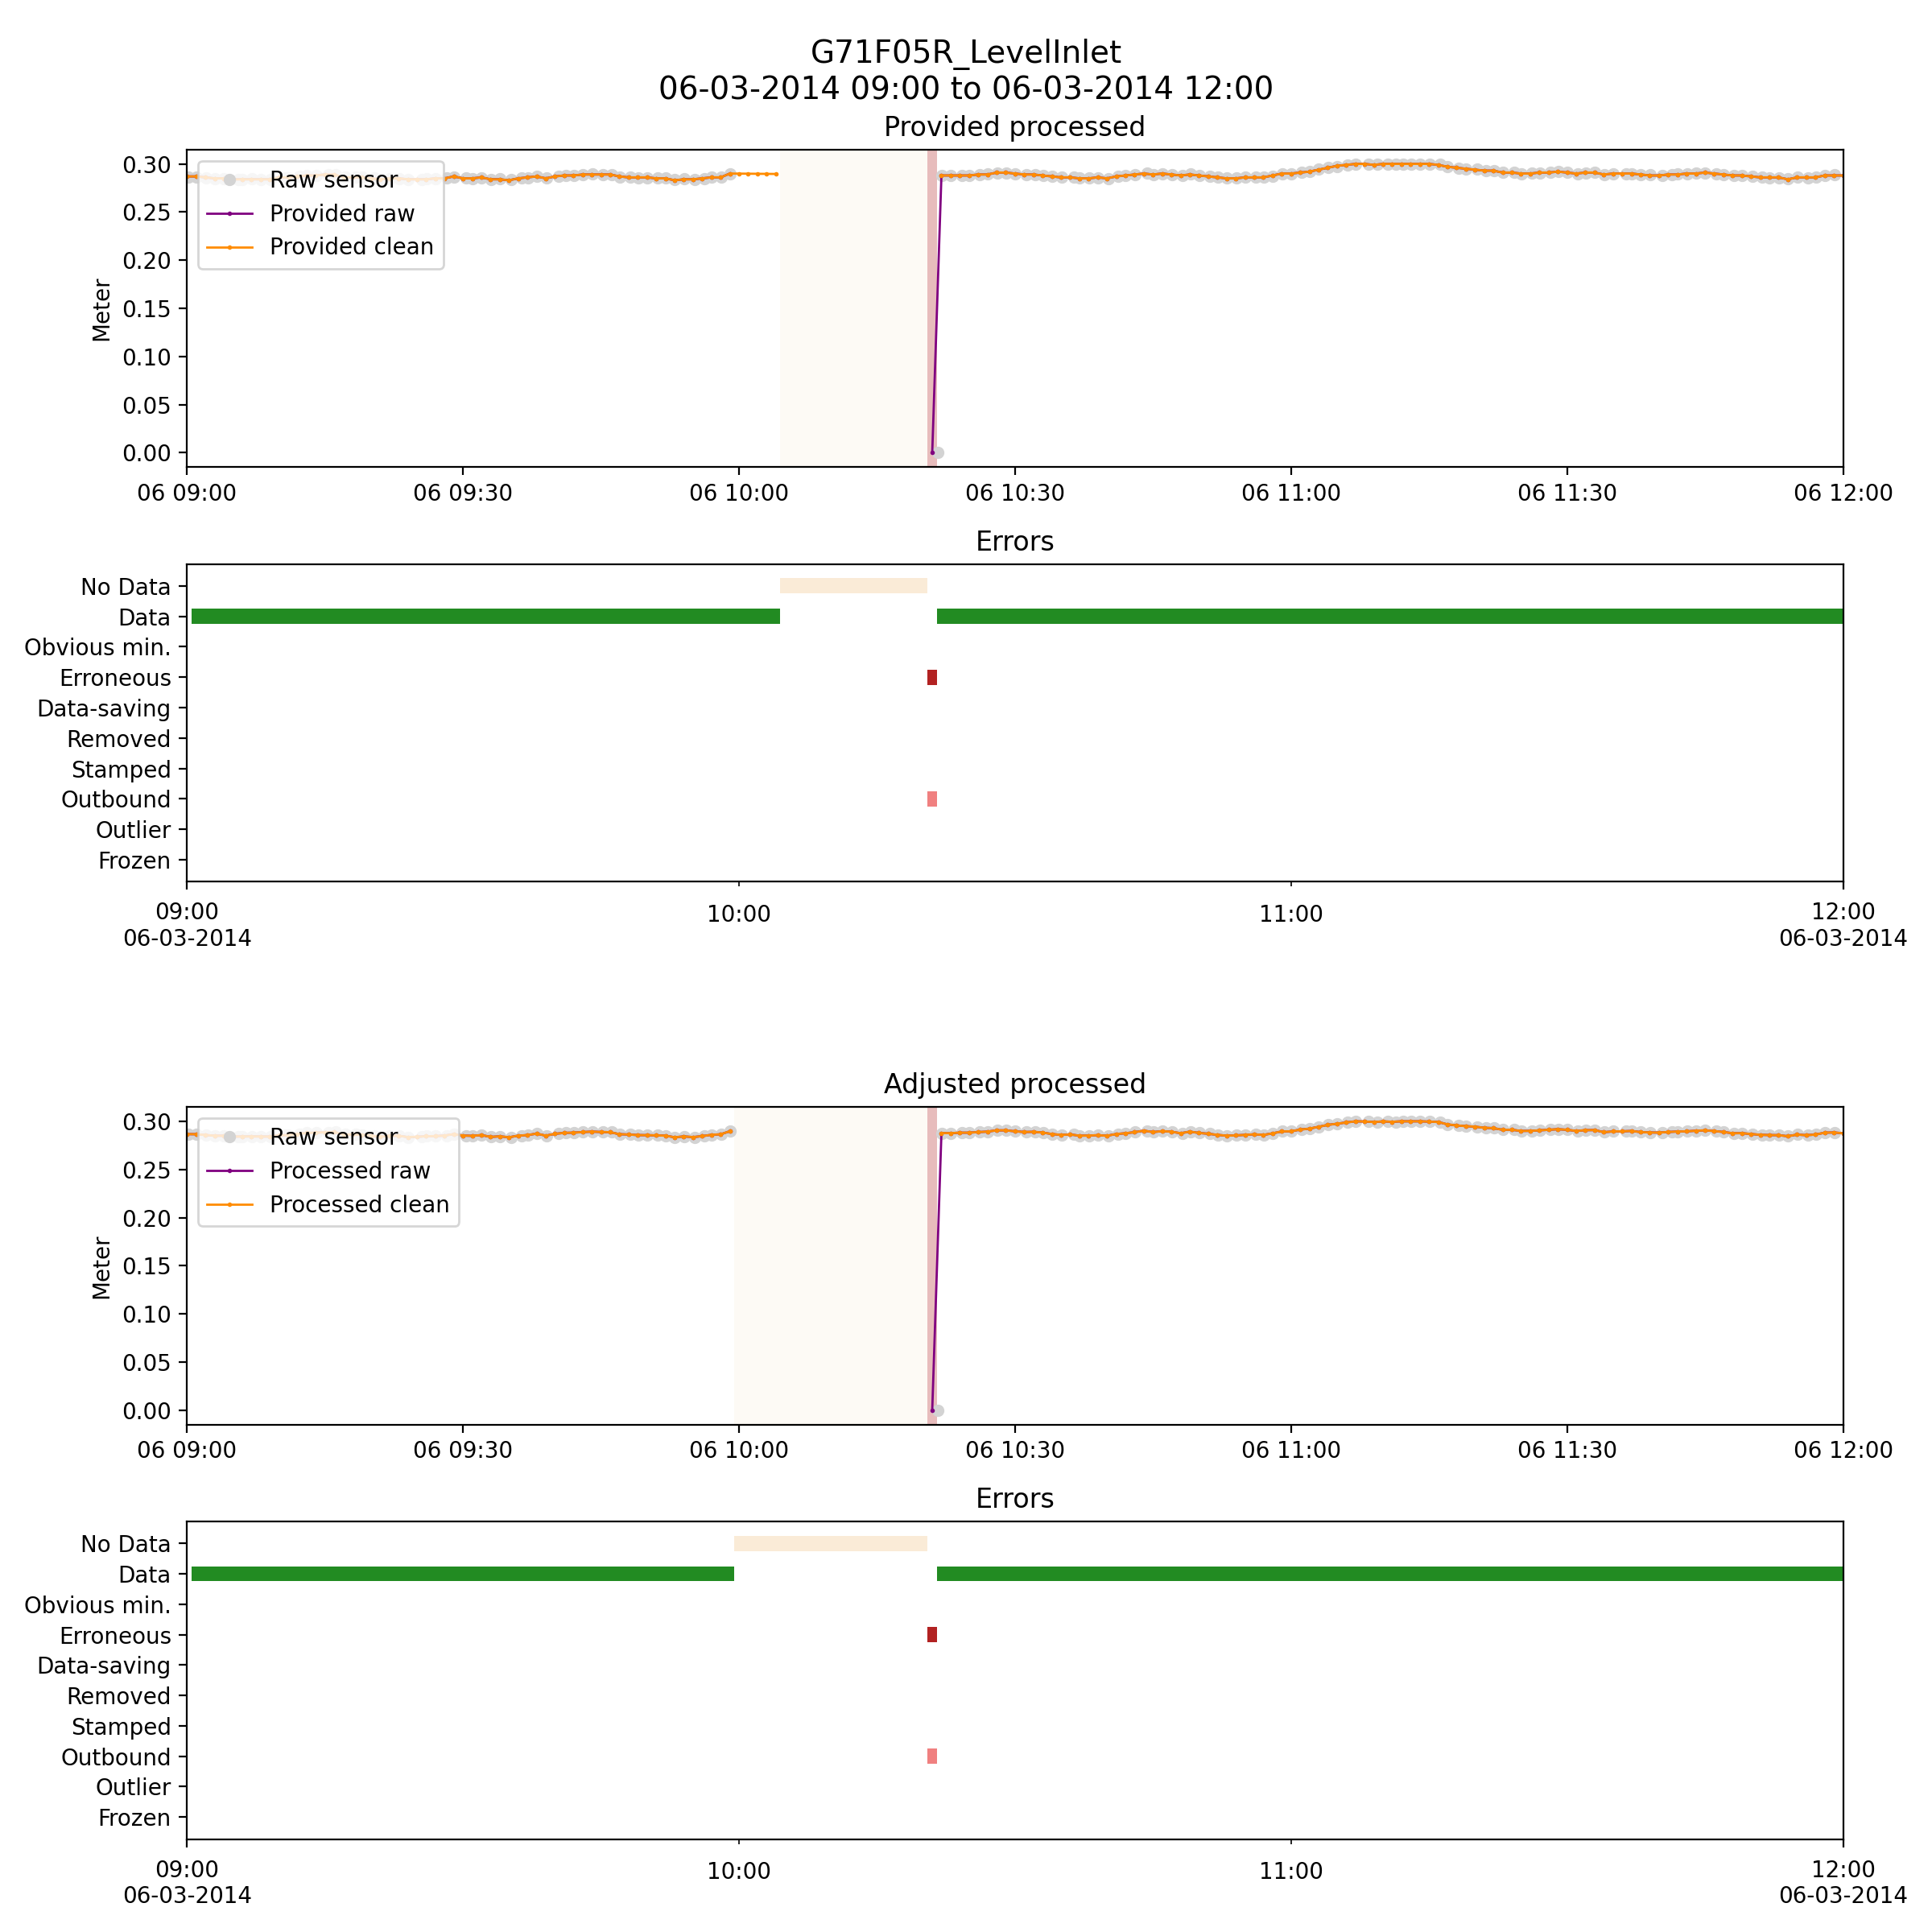 G71F05R_LevelInlet
06-03-2014 09:00 to 06-03-2014 12:00
Provided processed
Meter
0.30
0.25
0.20
0.15
0.10
0.05
0.00
Raw sensor
Provided raw
Provided clean
06 09:00 06 09:30 06 10:00 06 10:30 06 11:00 06 11:30 06 12:00
Errors
No Data
Data
Obvious min.
Erroneous
Data-saving
Removed
Stamped
Outbound
Outlier
Frozen
09:00 10:00 11:00 12:00
06-03-2014 06-03-2014
Adjusted processed
Meter
0.30
0.25
0.20
0.15
0.10
0.05
0.00
Raw sensor
Processed raw
Processed clean
06 09:00 06 09:30 06 10:00 06 10:30 06 11:00 06 11:30 06 12:00
Errors
No Data
Data
Obvious min.
Erroneous
Data-saving
Removed
Stamped
Outbound
Outlier
Frozen
09:00 10:00 11:00 12:00
06-03-2014 06-03-2014